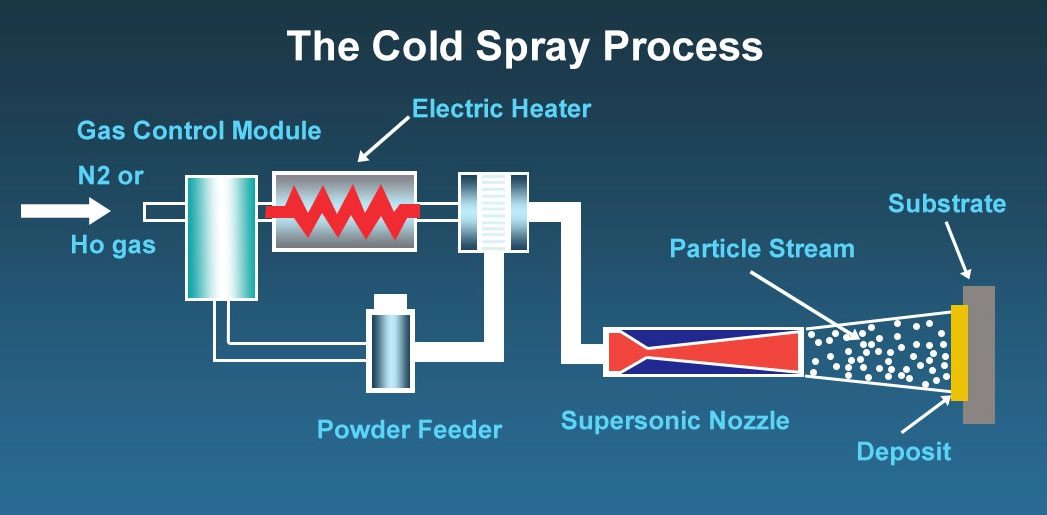 The Cold Spray Process
Electric Heater
Gas Control Module
N2 or
Ho gas
Substrate
Particle Stream
Powder Feeder
Supersonic Nozzle
Deposit